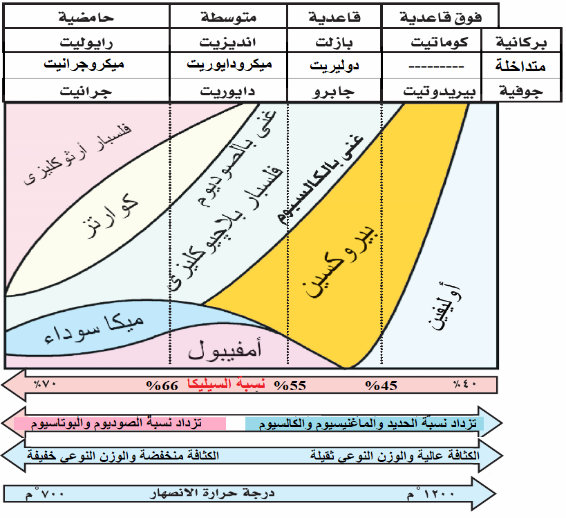 فوق قاعدية قاعدية متوسطة حامضية
بركانية كوماتيت بازلت انديزيت رايوليت
متداخلة --------- دوليريت ميكرودايوريت ميكروجرانيت
جوفية بيريدوتيت جابرو دايوريت جرانيت
فلسبار أرثوكليزى
كوارتز
غنى بالصوديوم
فلسبار بلاجيوكليزى
غنى بالكالسيوم
بيروكسين
أوليفين
ميكا سوداء
أمفيبول
٤٠٪ 45% 55% نسبة السيليكا 66% ٧٠٪
تزداد نسبة الحديد والماغنيسيوم والكالسيوم تزداد نسبة الصوديوم والبوتاسيوم
الكثافة عالية والوزن النوعي ثقيلة الكثافة منخفضة والوزن النوعي خفيفة
١٢٠٠°م درجة حرارة الانصهار ٧٠٠°م